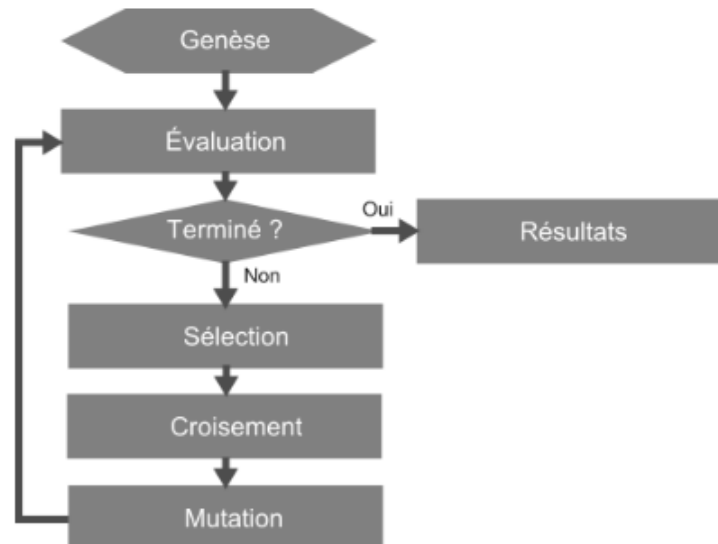 Genèse
Évaluation
Terminé ?
Oui
Résultats
Non
Sélection
Croisement
Mutation